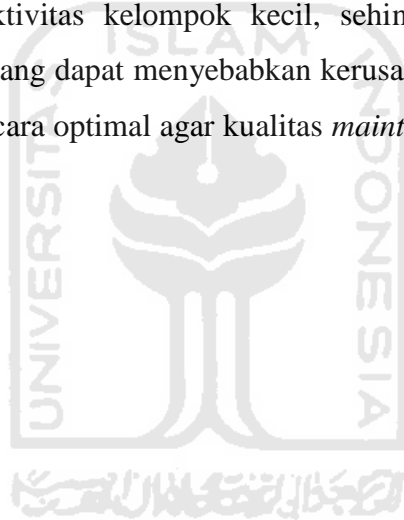 ktivitas kelompok kecil, sehin
ang dapat menyebabkan kerusa
cara optimal agar kualitas maint
ISLAM
UNIVERSITAS
INDONESIA